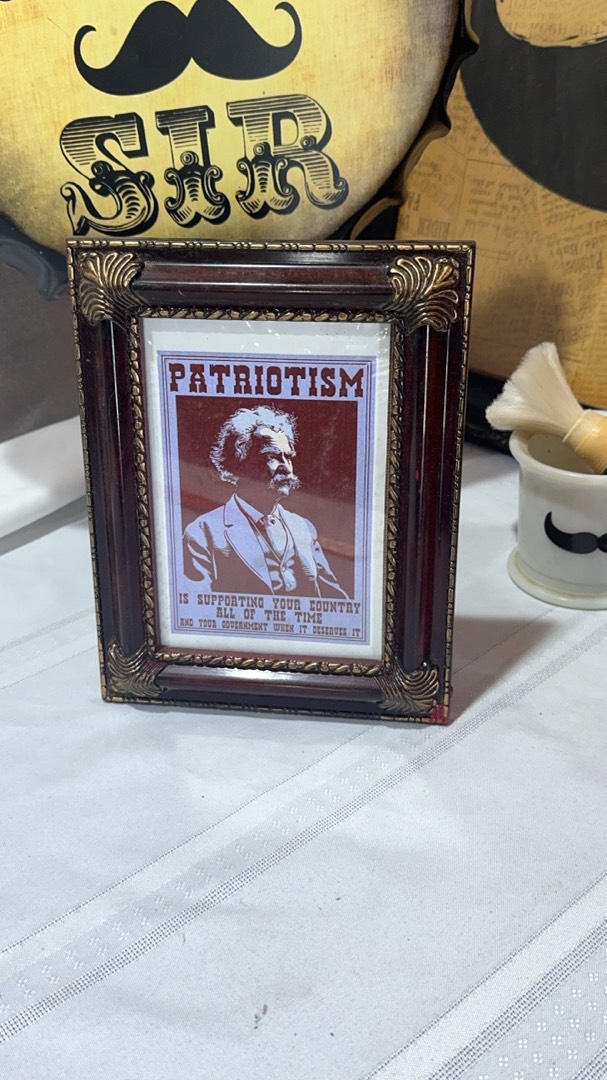 SIR
PATRIOTISM
IS SUPPORTING YOUR COUNTRY
ALL OF THE TIME
AND YOUR GOVERNMENT WHEN IT DESERVES IT